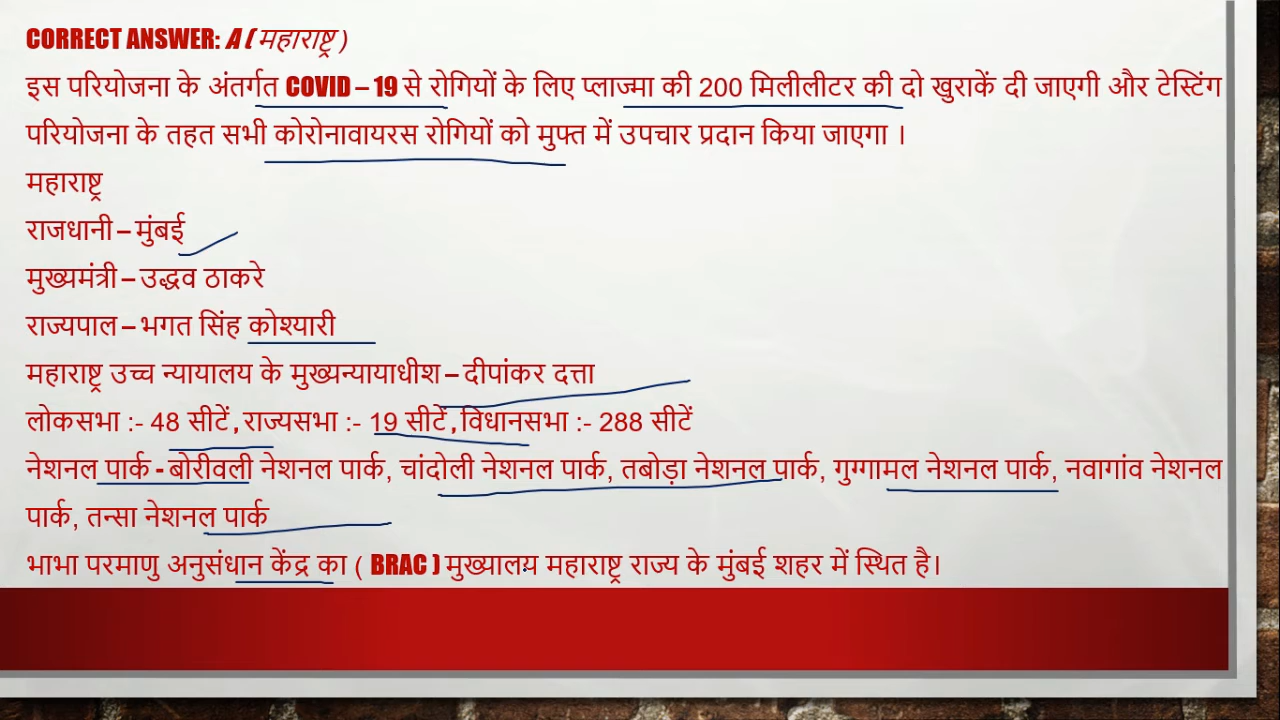 CORRECT ANSWER: A ( महाराष्ट्र )
इस परियोजना के अंतर्गत COVID – 19 से रोगियों के लिए प्लाज्मा की 200 मिलीलीटर की दो खुराकें दी जाएगी और टेस्टिंग
परियोजना के तहत सभी कोरोनावायरस रोगियों को मुफ्त में उपचार प्रदान किया जाएगा ।
महाराष्ट्र
राजधानी – मुंबई
मुख्यमंत्री – उद्धव ठाकरे
राज्यपाल – भगत सिंह कोश्यारी
महाराष्ट्र उच्च न्यायालय के मुख्यन्यायाधीश – दीपांकर दत्ता
लोकसभा :- 48 सीटें , राज्यसभा :- 19 सीटें , विधानसभा :- 288 सीटें
नेशनल पार्क - बोरीवली नेशनल पार्क, चांदोली नेशनल पार्क, तबोड़ा नेशनल पार्क, गुग्गामल नेशनल पार्क, नवागांव नेशनल
पार्क, तन्सा नेशनल पार्क
भाभा परमाणु अनुसंधान केंद्र का ( BRAC ) मुख्यालय महाराष्ट्र राज्य के मुंबई शहर में स्थित है।